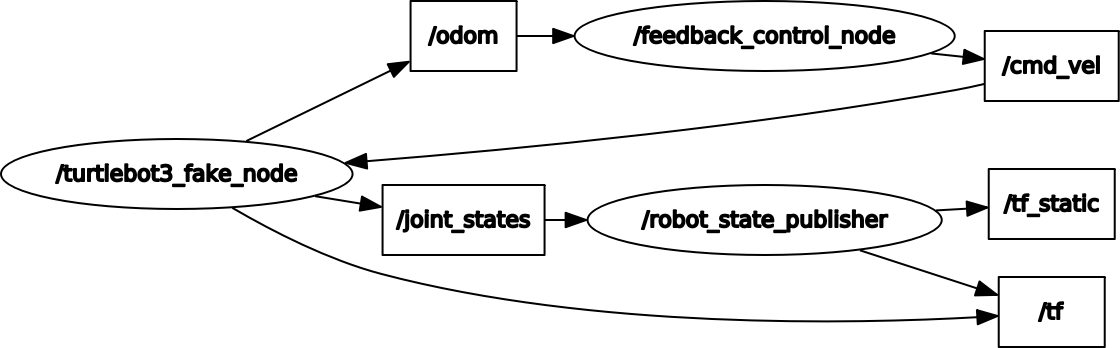 /odom
/feedback_control_node
/cmd_vel
/turtlebot3_fake_node
/joint_states
/robot_state_publisher
/tf_static
/tf